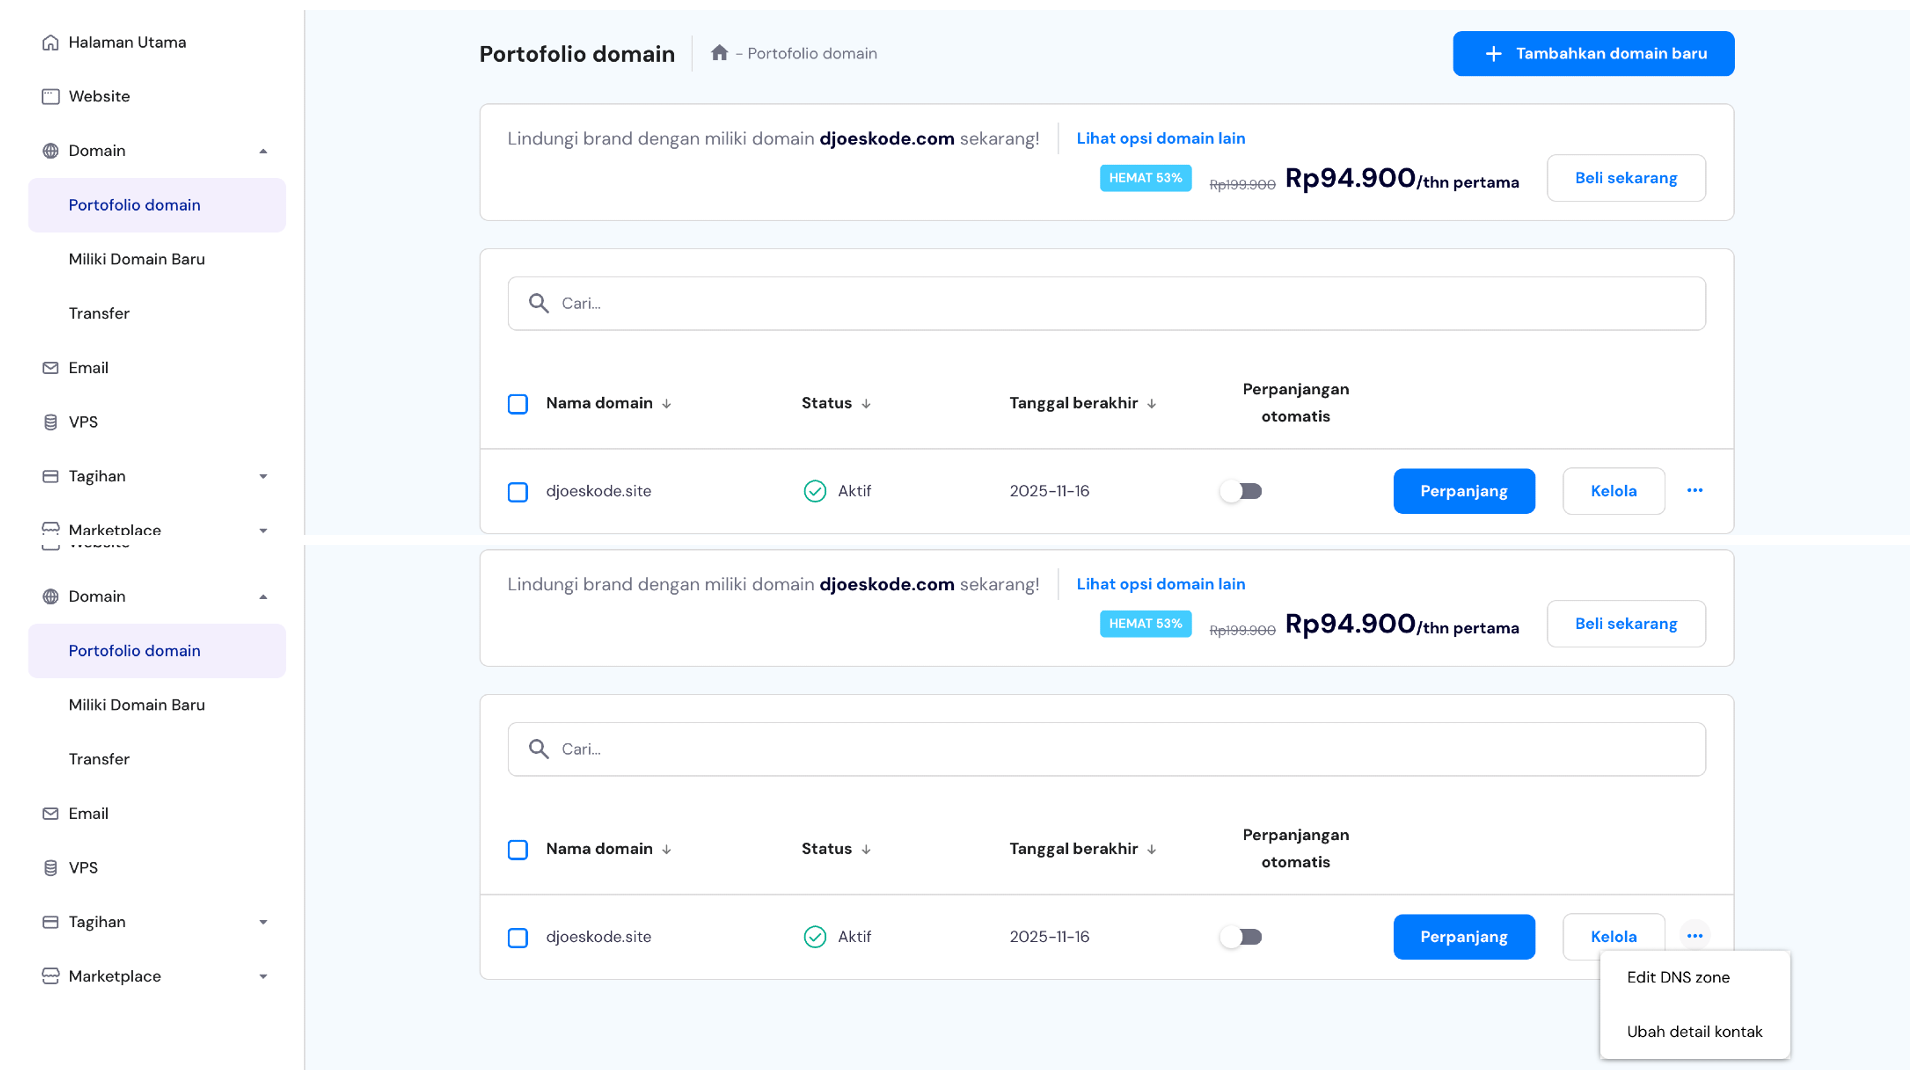 Halaman Utama
Website
Domain
Portofolio domain
Miliki Domain Baru
Transfer
Email
VPS
Tagihan
Marketplace
Portofolio domain
- Portofolio domain
+ Tambahkan domain baru
Lindungi brand dengan miliki domain djoeskode.com sekarang!
Lihat opsi domain lain
HEMAT 53% Rp199.900 Rp94.900/thn pertama
Beli sekarang
Cari...
Nama domain ↓ Status ↓ Tanggal berakhir ↓ Perpanjangan
otomatis
djoeskode.site Aktif 2025-11-16 Perpanjang Kelola ...
Website
Domain
Portofolio domain
Miliki Domain Baru
Transfer
Email
VPS
Tagihan
Marketplace
Lindungi brand dengan miliki domain djoeskode.com sekarang!
Lihat opsi domain lain
HEMAT 53% Rp199.900 Rp94.900/thn pertama
Beli sekarang
Cari...
Nama domain ↓ Status ↓ Tanggal berakhir ↓ Perpanjangan
otomatis
djoeskode.site Aktif 2025-11-16 Perpanjang Kelola ...
Edit DNS zone
Ubah detail kontak